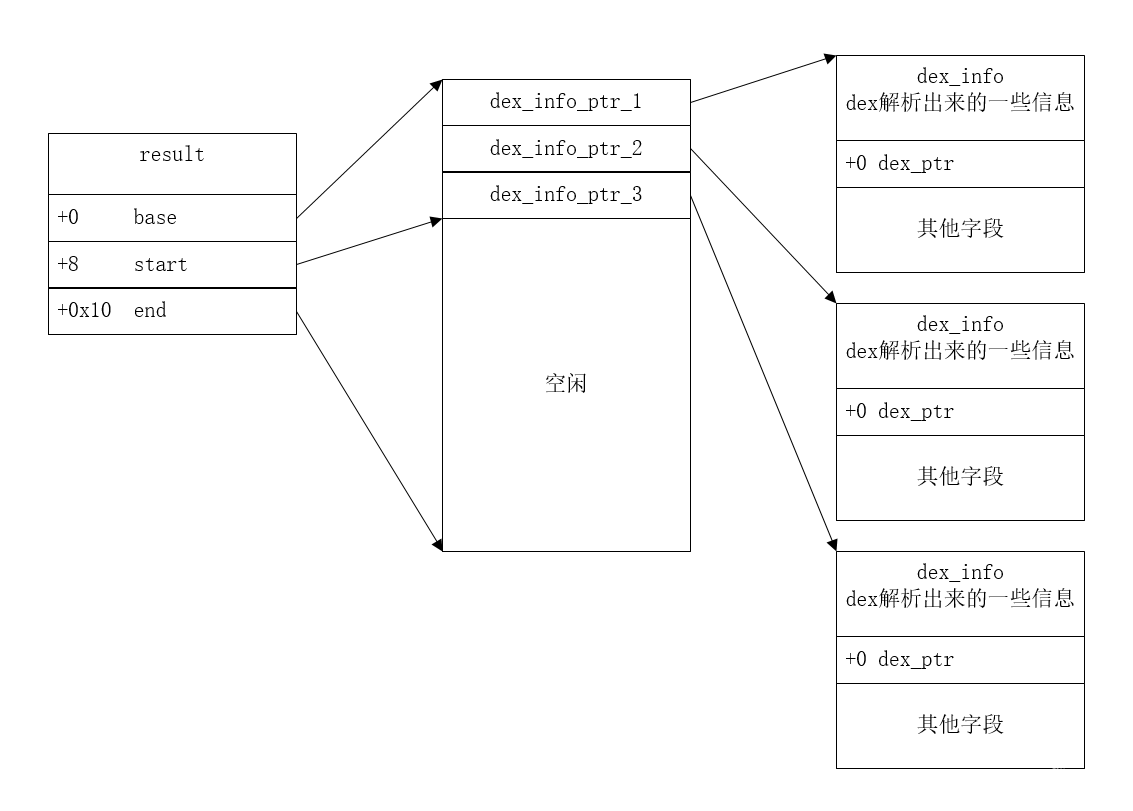 result
+0 base
+8 start
+0x10 end
dex_info_ptr_1
dex_info_ptr_2
dex_info_ptr_3
空闲
dex_info
dex解析出来的一些信息
+0 dex_ptr
其他字段
dex_info
dex解析出来的一些信息
+0 dex_ptr
其他字段
dex_info
dex解析出来的一些信息
+0 dex_ptr
其他字段